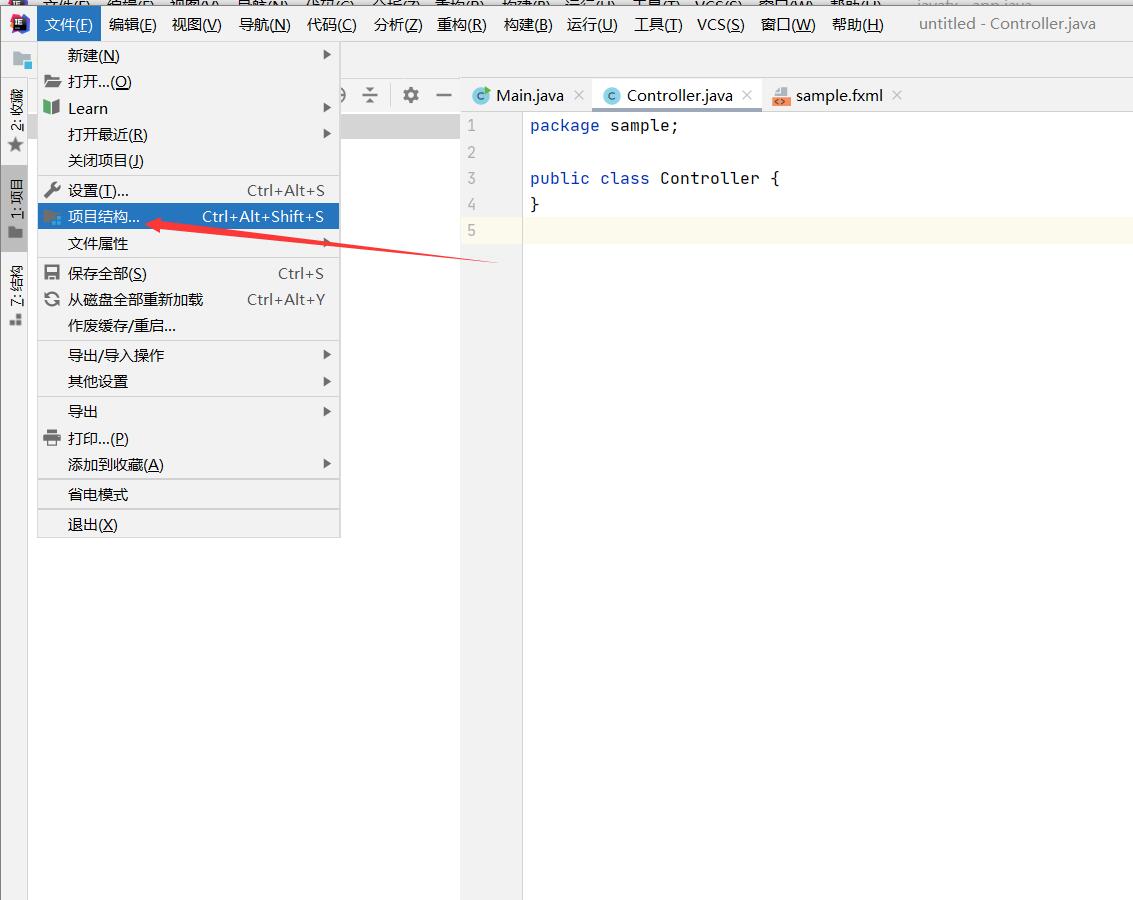 文件(F) 编辑(E) 视图(V) 导航(N) 代码(C) 分析(Z) 重构(R) 构建(B) 运行(U) 工具(T) VCS(S) 窗口(W) 帮助(H) untitled - Controller.java
新建(N)
打开...(O)
Learn
打开最近(R)
关闭项目(J)
设置(T)... Ctrl+Alt+S
项目结构... Ctrl+Alt+Shift+S
文件属性
保存全部(S) Ctrl+S
从磁盘全部重新加载 Ctrl+Alt+Y
作废缓存/重启...
导出/导入操作
其他设置
导出
打印...(P)
添加到收藏(A)
省电模式
退出(X)
2: 收藏
1: 项目
Z: 结构
Main.java Controller.java sample.fxml
1 package sample;
2
3 public class Controller {
4 }
5